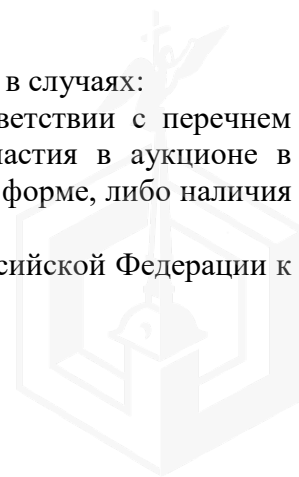 в случаях:
ветствии с перечнем
частия в аукционе в
форме, либо наличия
сийской Федерации к